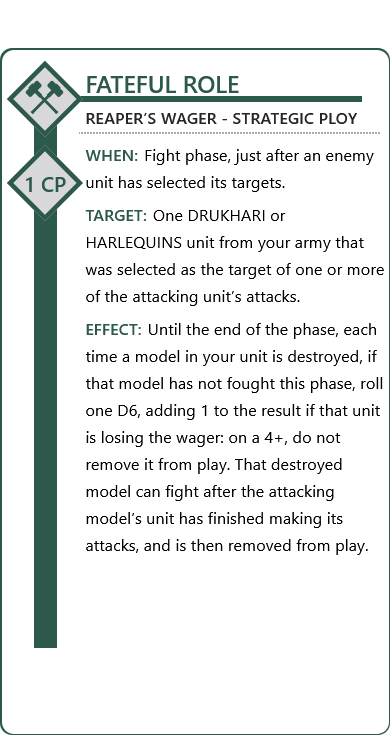 FATEFUL ROLE
REAPER’S WAGER - STRATEGIC PLOY
1 CP
WHEN: Fight phase, just after an enemy
unit has selected its targets.
TARGET: One DRUKHARI or
HARLEQUINS unit from your army that
was selected as the target of one or more
of the attacking unit’s attacks.
EFFECT: Until the end of the phase, each
time a model in your unit is destroyed, if
that model has not fought this phase, roll
one D6, adding 1 to the result if that unit
is losing the wager: on a 4+, do not
remove it from play. That destroyed
model can fight after the attacking
model’s unit has finished making its
attacks, and is then removed from play.